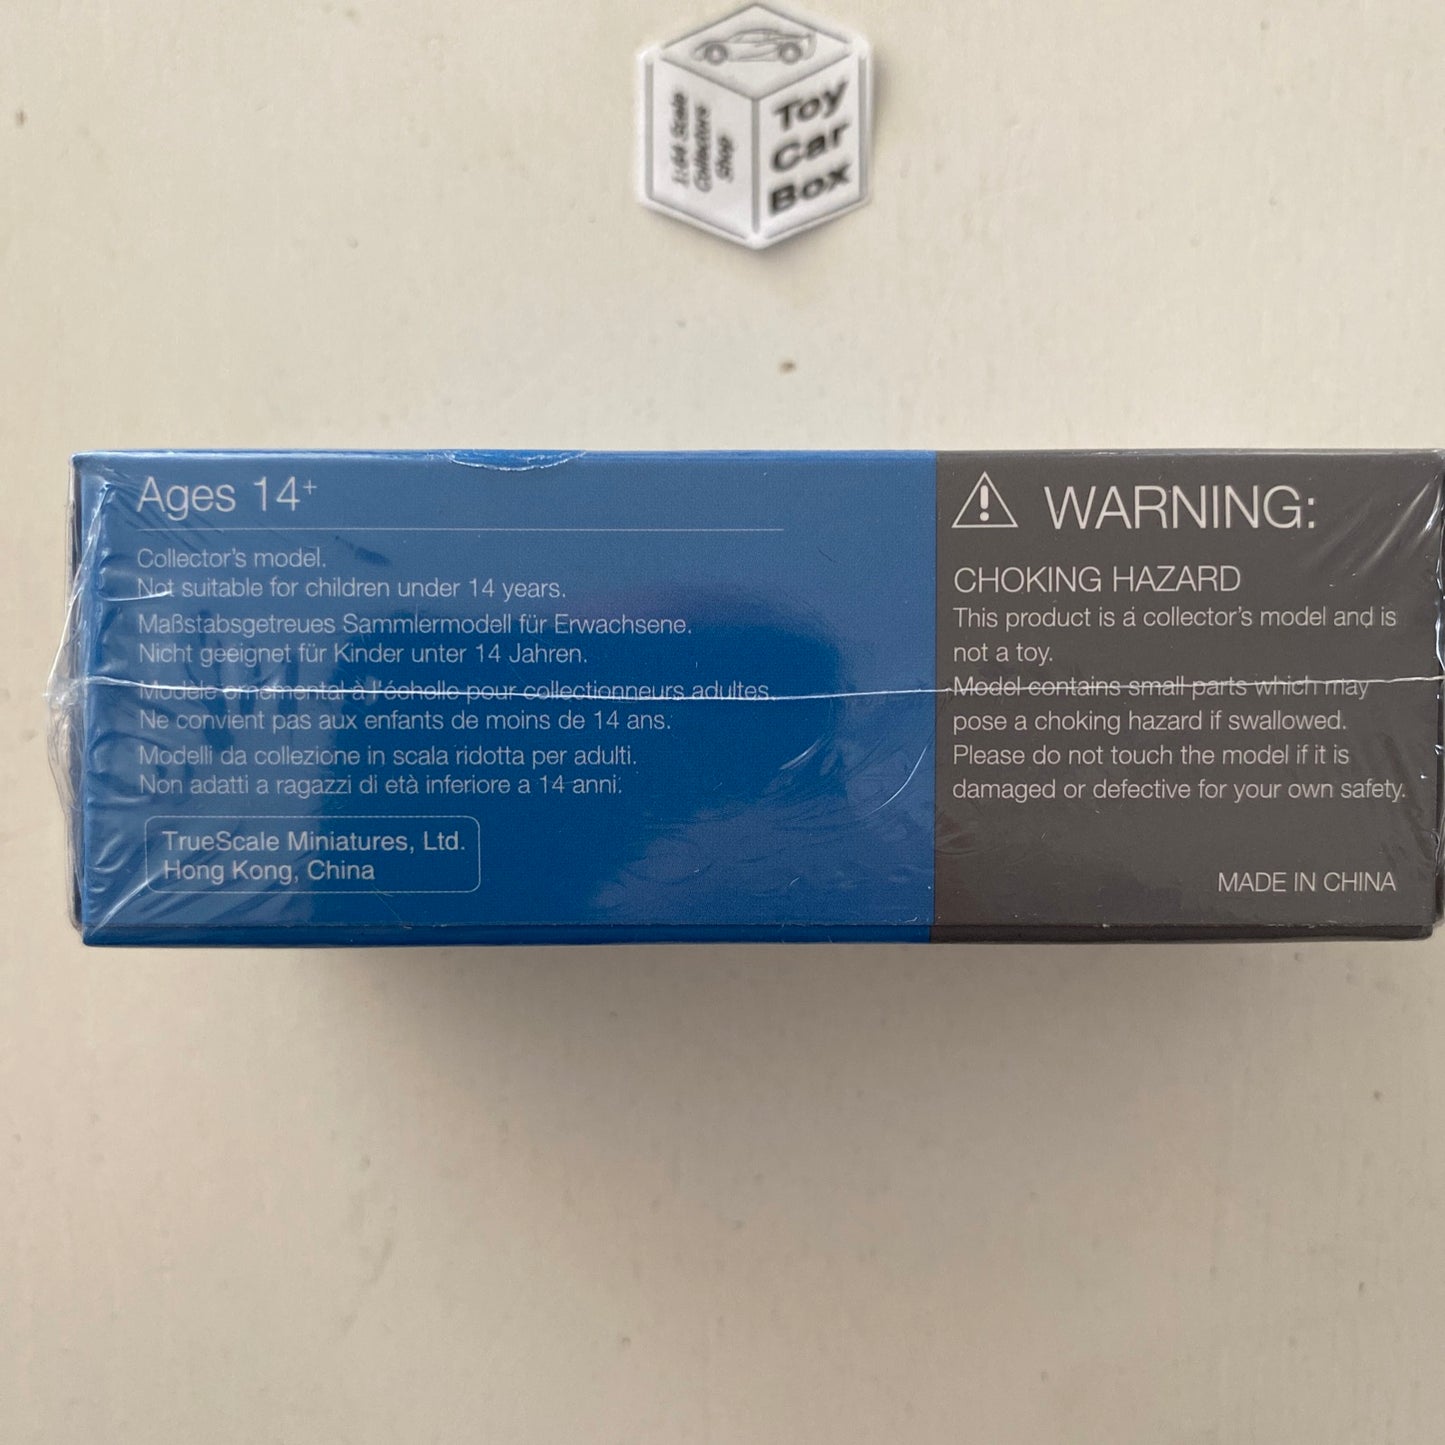 1:64 Scale
Collectors
Shop
Toy
Car
Box
Ages 14+
Collector's model.
Not suitable for children under 14 years.
Maßstabsgetreues Sammlermodell für Erwachsene.
Nicht geeignet für Kinder unter 14 Jahren.
Modèle ornemental à l'échelle pour collectionneurs adultes.
Ne convient pas aux enfants de moins de 14 ans.
Modelli da collezione in scala ridotta per adulti.
Non adatti a ragazzi di età inferiore a 14 anni.
TrueScale Miniatures, Ltd.
Hong Kong, China
WARNING:
CHOKING HAZARD
This product is a collector's model and is
not a toy.
Model contains small parts which may
pose a choking hazard if swallowed.
Please do not touch the model if it is
damaged or defective for your own safety.
MADE IN CHINA